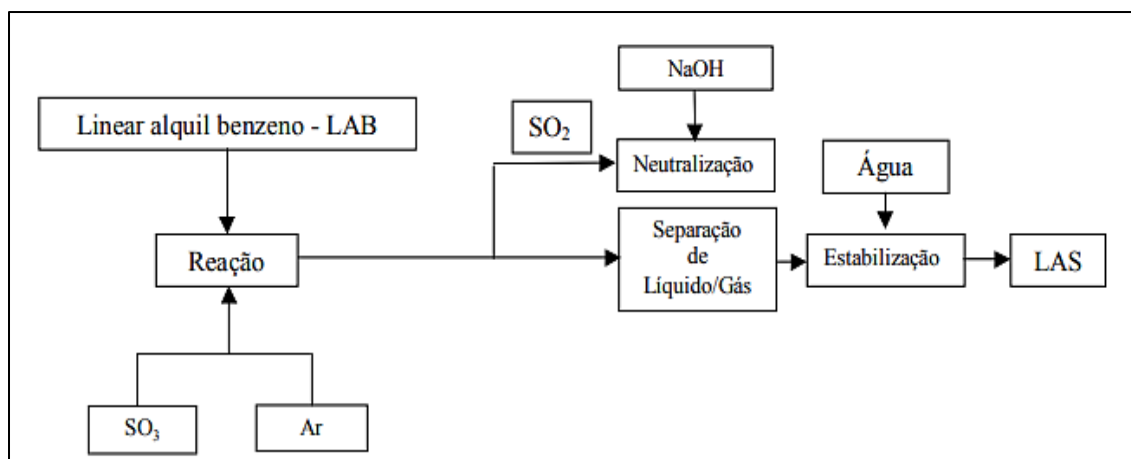 NaOH
Linear alquil benzeno - LAB
SO₂
Neutralização
Água
Reação
Separação
de
Líquido/Gás
Estabilização
LAS
SO₃
Ar